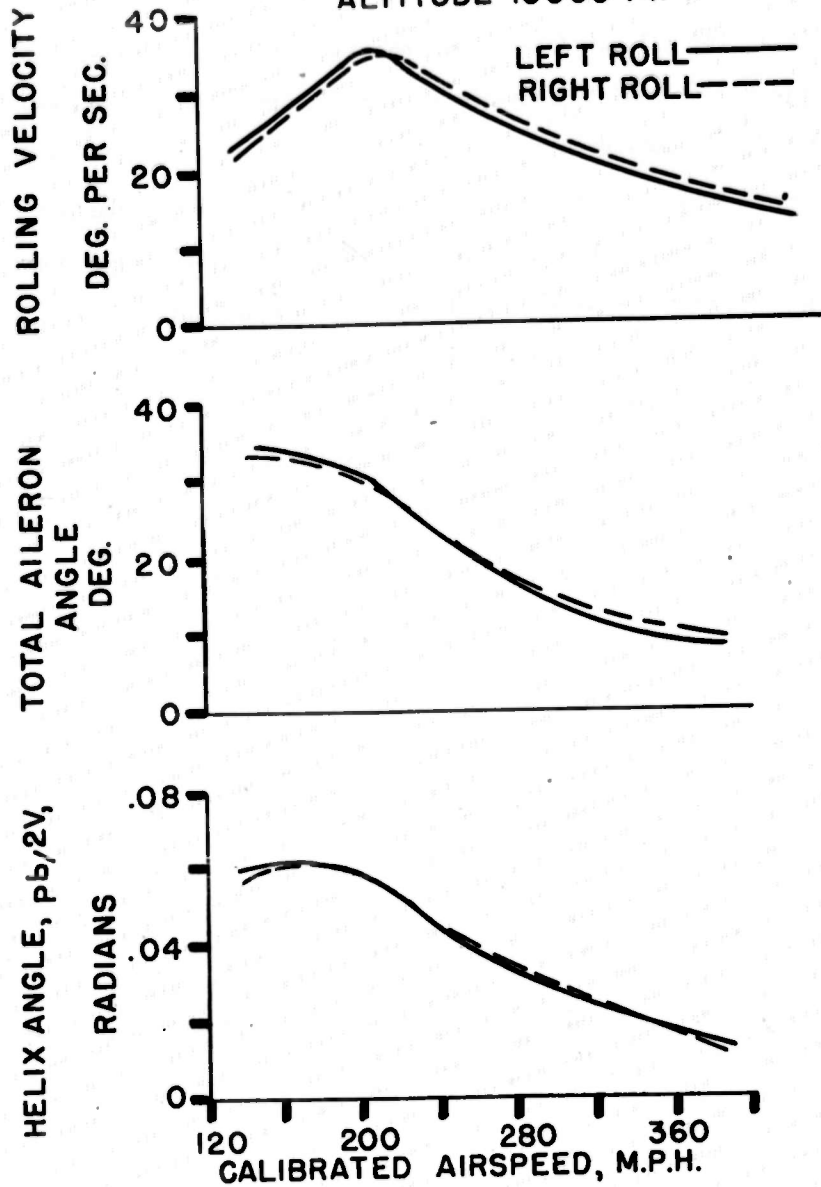 ROLLING VELOCITY
DEG. PER SEC.
40
20
0
LEFT ROLL
RIGHT ROLL
TOTAL AILERON
ANGLE
DEG.
40
20
0
HELIX ANGLE, pb/2V,
RADIANS
.08
.04
0
120 200 280 360
CALIBRATED AIRSPEED, M.P.H.